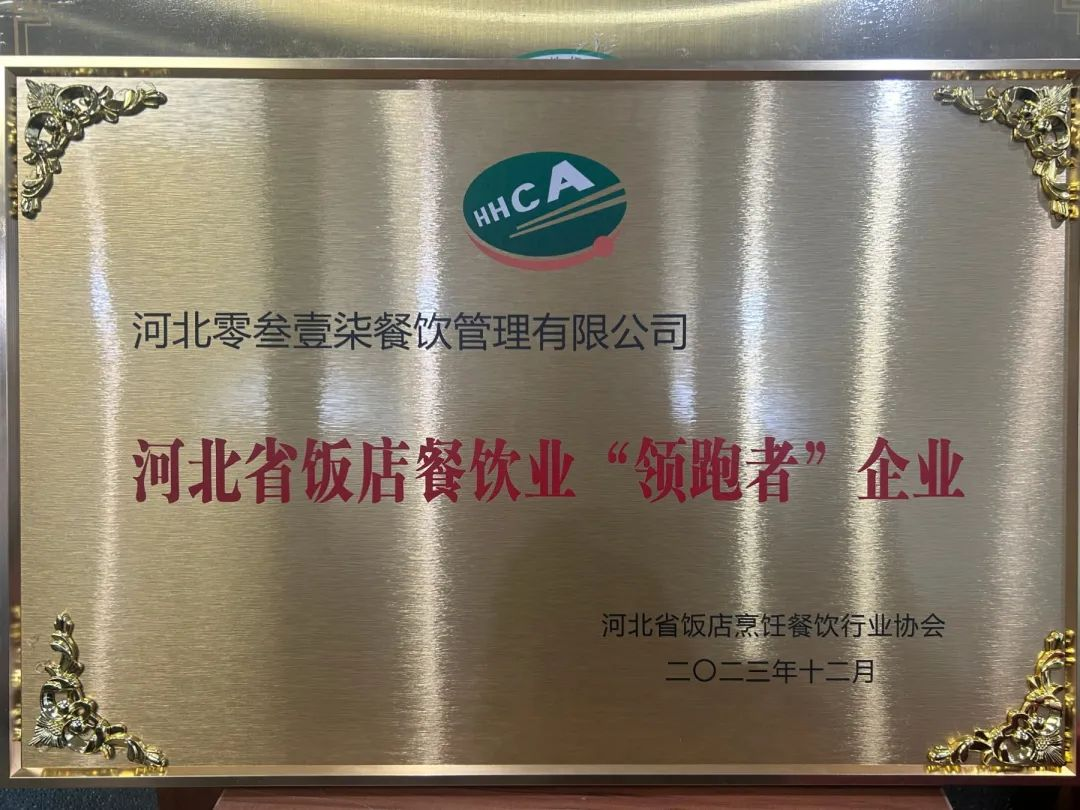 HHCA
河北零叁壹柒餐饮管理有限公司
河北省饭店餐饮业“领跑者”企业
河北省饭店烹饪餐饮行业协会
二〇二三年十二月